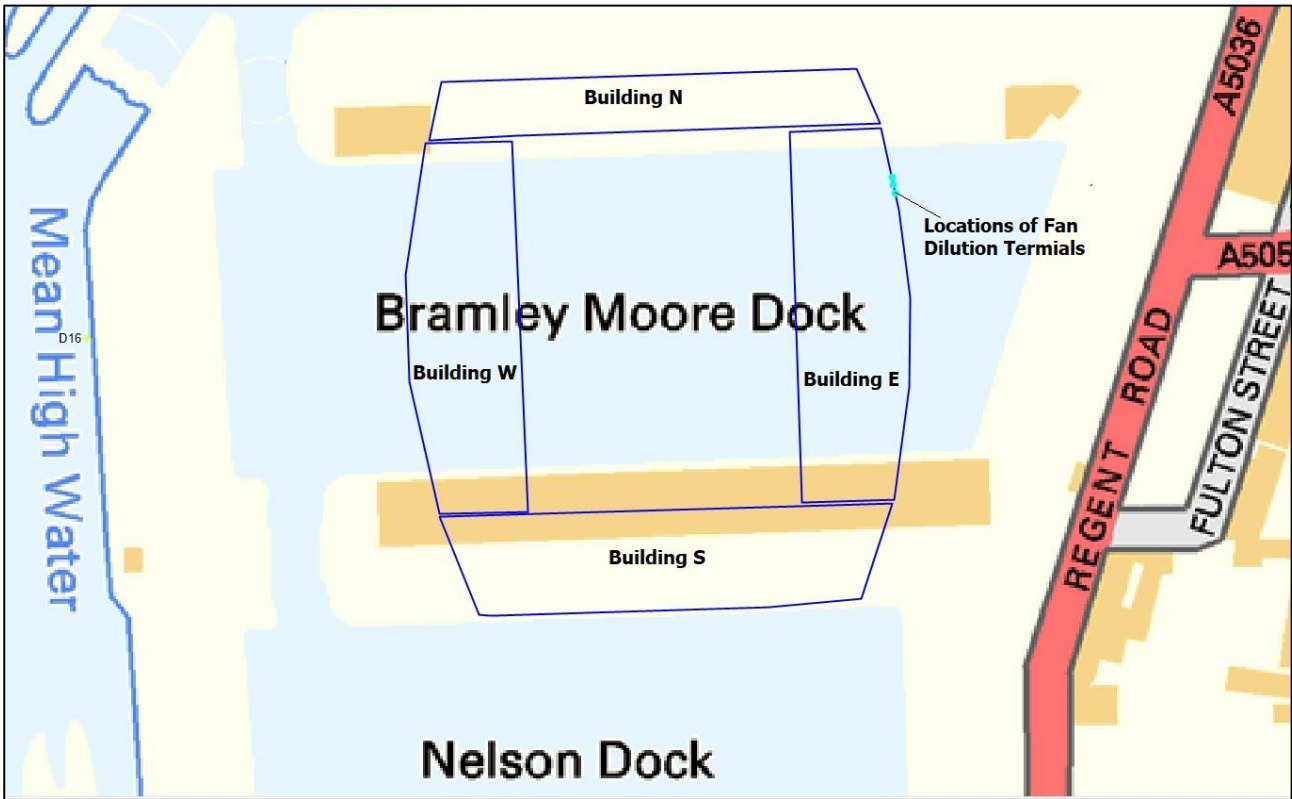 A5036
Building N
Locations of Fan
Dilution Termials
A505
Mean High Water
Bramley Moore Dock
D16
Building W
Building E
REGENT ROAD
FULTON STREET
Building S
Nelson Dock